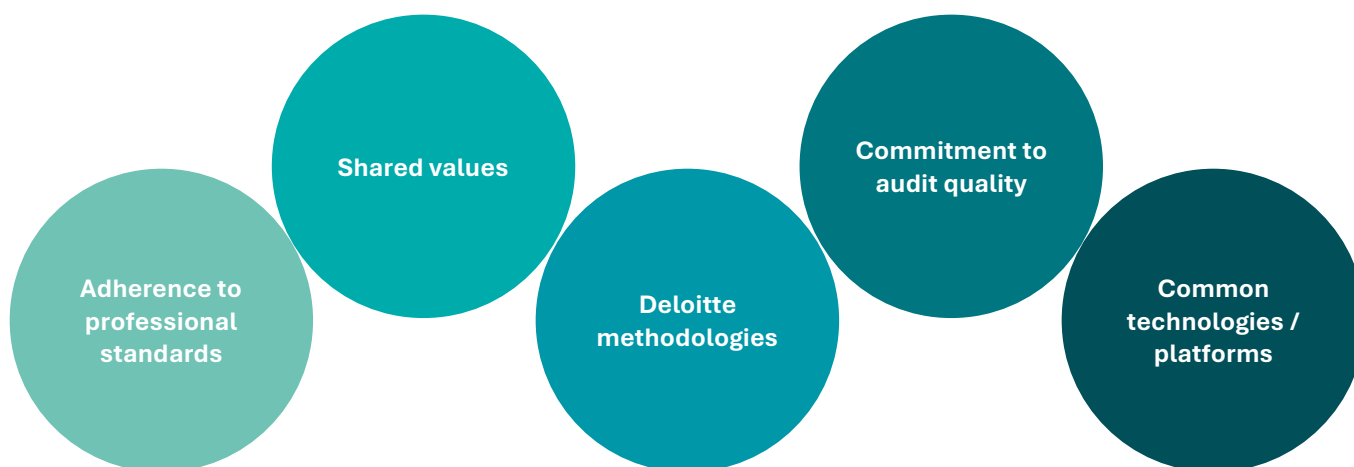 Adherence to
professional
standards
Shared values
Deloitte
methodologies
Commitment to
audit quality
Common
technologies /
platforms